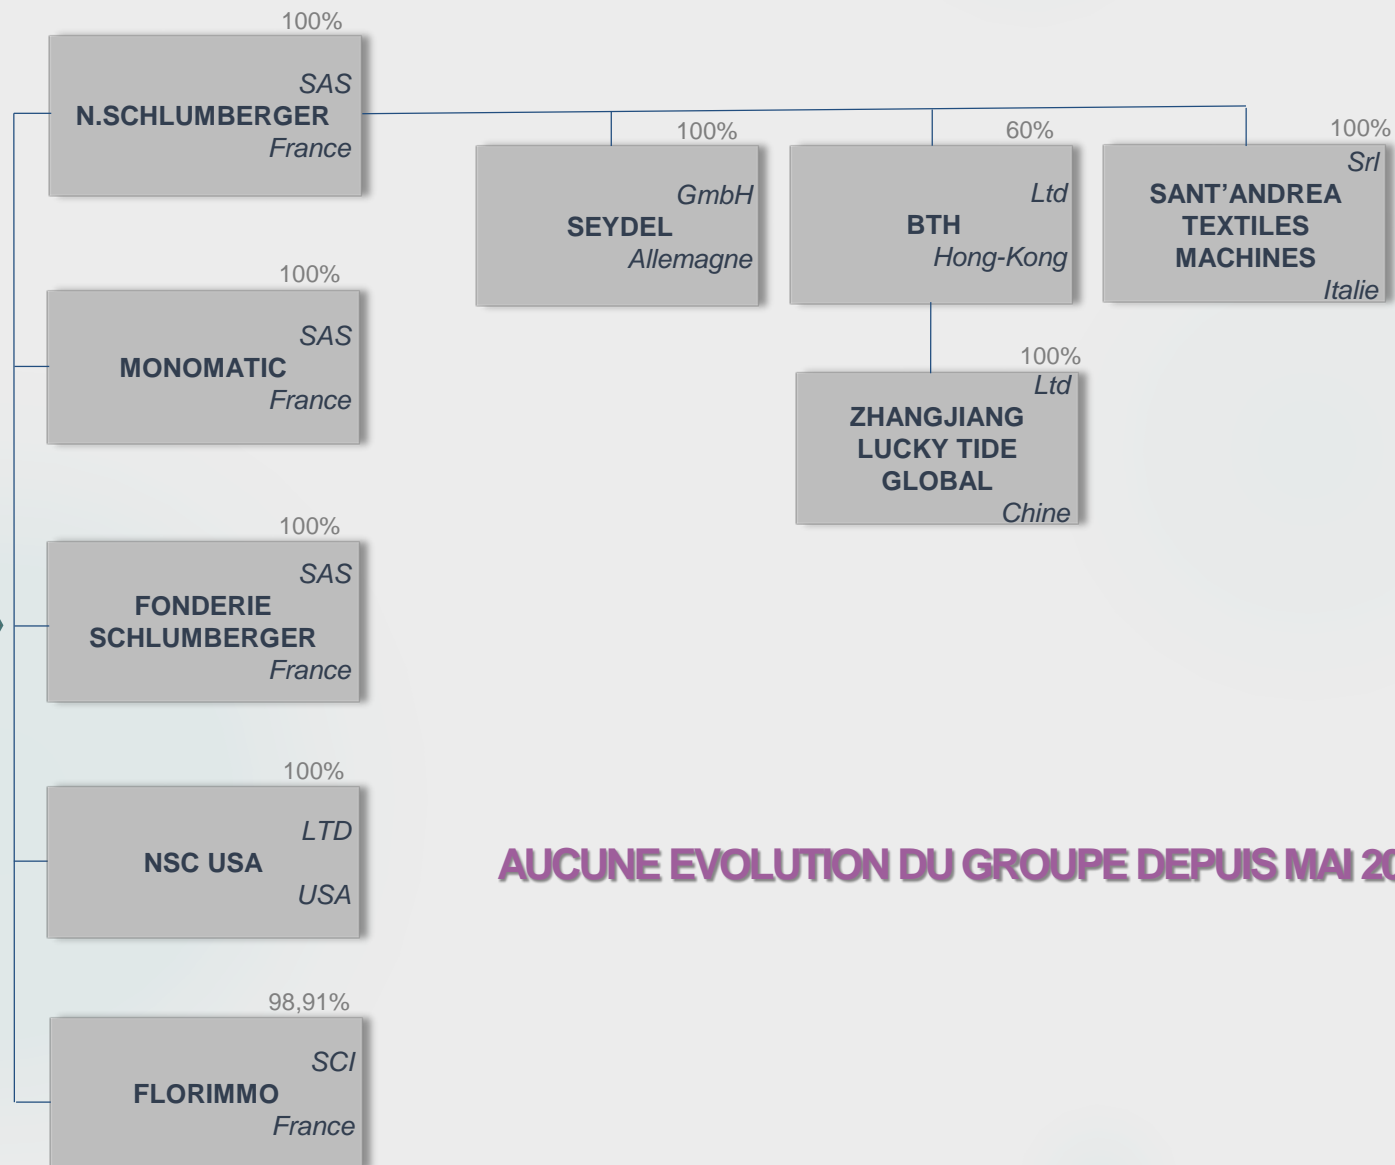 100%
SAS
N.SCHLUMBERGER
France
100%
GmbH
SEYDEL
Allemagne
60%
Ltd
BTH
Hong-Kong
100%
Srl
SANT'ANDREA
TEXTILES
MACHINES
Italie
100%
Ltd
ZHANGJIANG
LUCKY TIDE
GLOBAL
Chine
100%
SAS
MONOMATIC
France
100%
SAS
FONDERIE
SCHLUMBERGER
France
100%
LTD
NSC USA
USA
AUCUNE EVOLUTION DU GROUPE DEPUIS MAI
98,91%
SCI
FLORIMMO
France